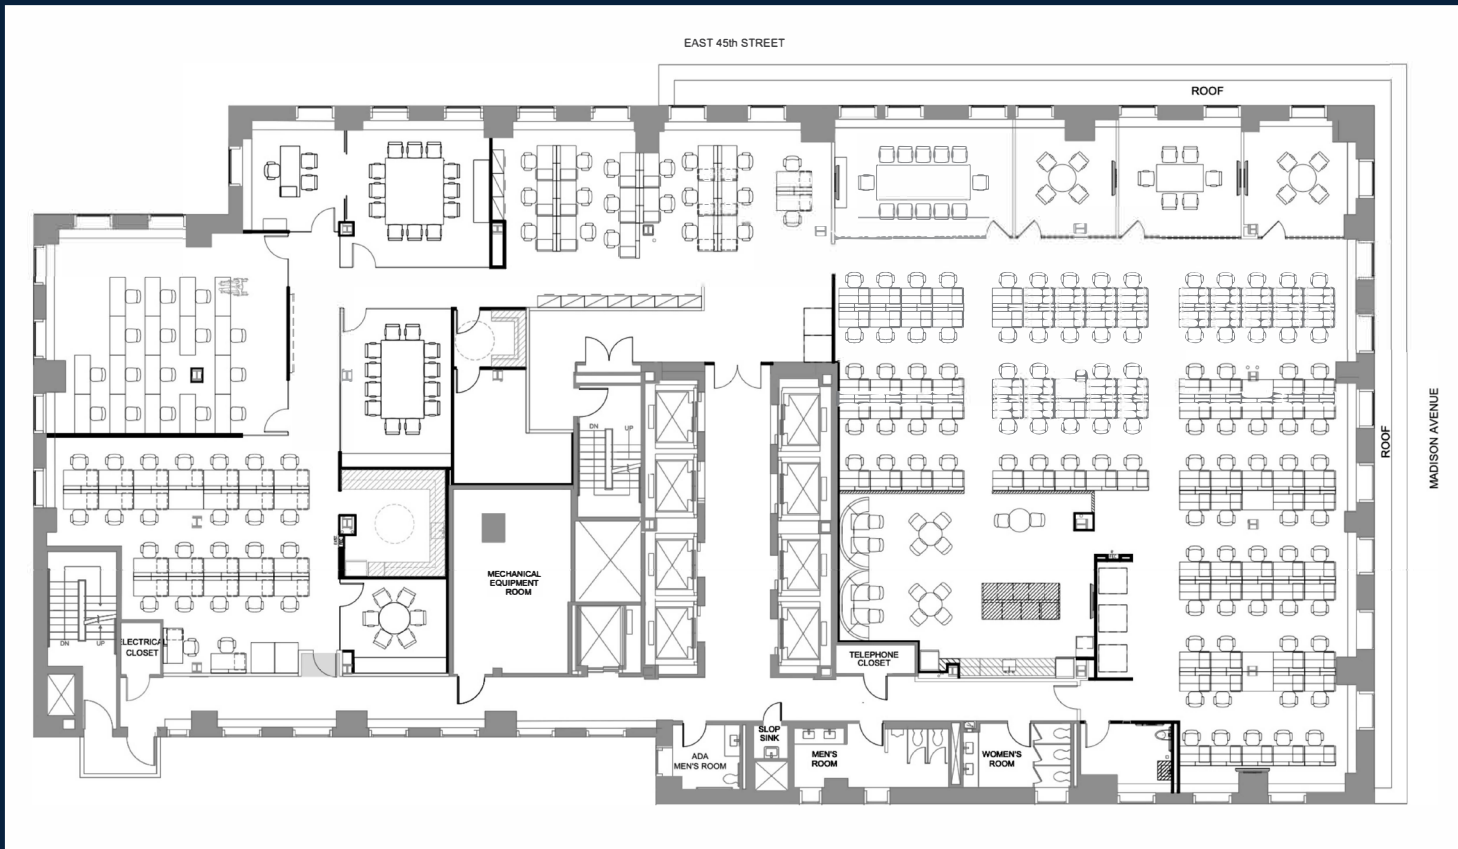 EAST 45th STREET
ROOF
MADISON AVENUE
ROOF
DN
UP
MECHANICAL
EQUIPMENT
ROOM
DN
UP
ELECTRICAL
CLOSET
TELEPHONE
CLOSET
SLOP
SINK
ADA
MEN'S ROOM
MEN'S
ROOM
WOMEN'S
ROOM